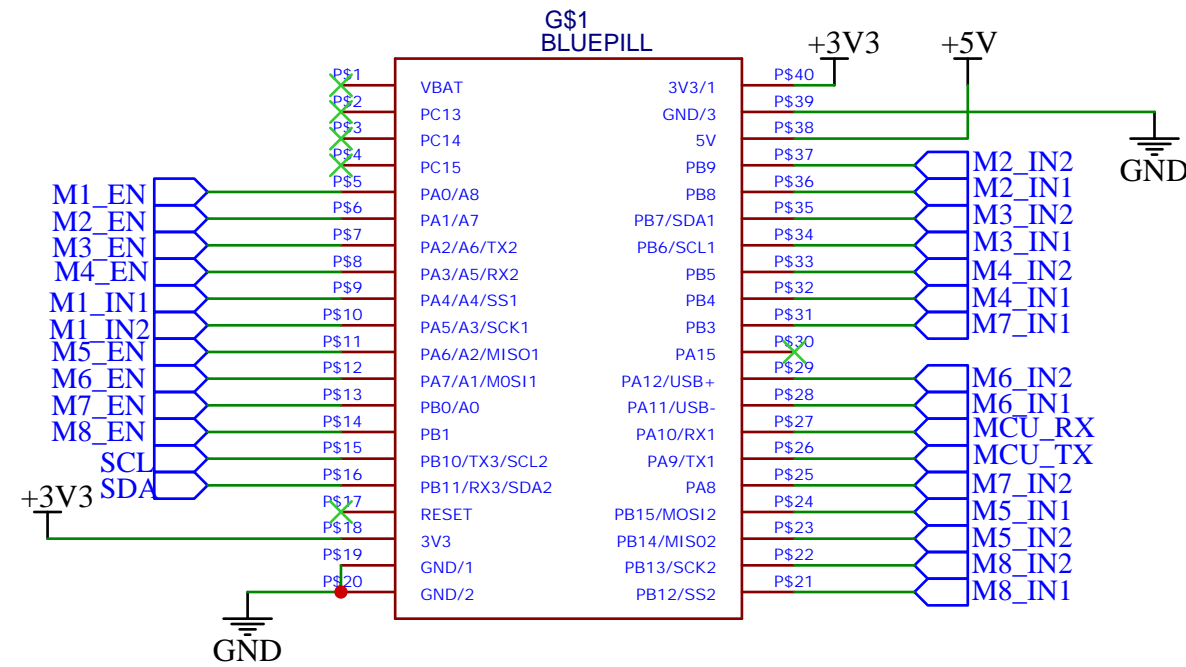 G$1
BLUEPILL
+3V3
+5V
P$1
VBAT
3V3/1
P$40
P$2
PC13
GND/3
P$39
GND
P$3
PC14
5V
P$38
P$4
PC15
PB9
P$37
M2_IN2
M1_EN
P$5
PA0/A8
PB8
P$36
M2_IN1
M2_EN
P$6
PA1/A7
PB7/SDA1
P$35
M3_IN2
M3_EN
P$7
PA2/A6/TX2
PB6/SCL1
P$34
M3_IN1
M4_EN
P$8
PA3/A5/RX2
PB5
P$33
M4_IN2
M1_IN1
P$9
PA4/A4/SS1
PB4
P$32
M4_IN1
M1_IN2
P$10
PA5/A3/SCK1
PB3
P$31
M7_IN1
M5_EN
P$11
PA6/A2/MISO1
PA15
P$30
M6_EN
P$12
PA7/A1/M0SI1
PA12/USB+
P$29
M6_IN2
M7_EN
P$13
PB0/A0
PA11/USB-
P$28
M6_IN1
M8_EN
P$14
PB1
PA10/RX1
P$27
MCU_RX
SCL
P$15
PB10/TX3/SCL2
PA9/TX1
P$26
MCU_TX
SDA
P$16
PB11/RX3/SDA2
PA8
P$25
M7_IN2
+3V3
P$17
RESET
PB15/MOSI2
P$24
M5_IN1
P$18
3V3
PB14/MIS02
P$23
M5_IN2
P$19
GND/1
PB13/SCK2
P$22
M8_IN2
P$20
GND/2
PB12/SS2
P$21
M8_IN1
GND